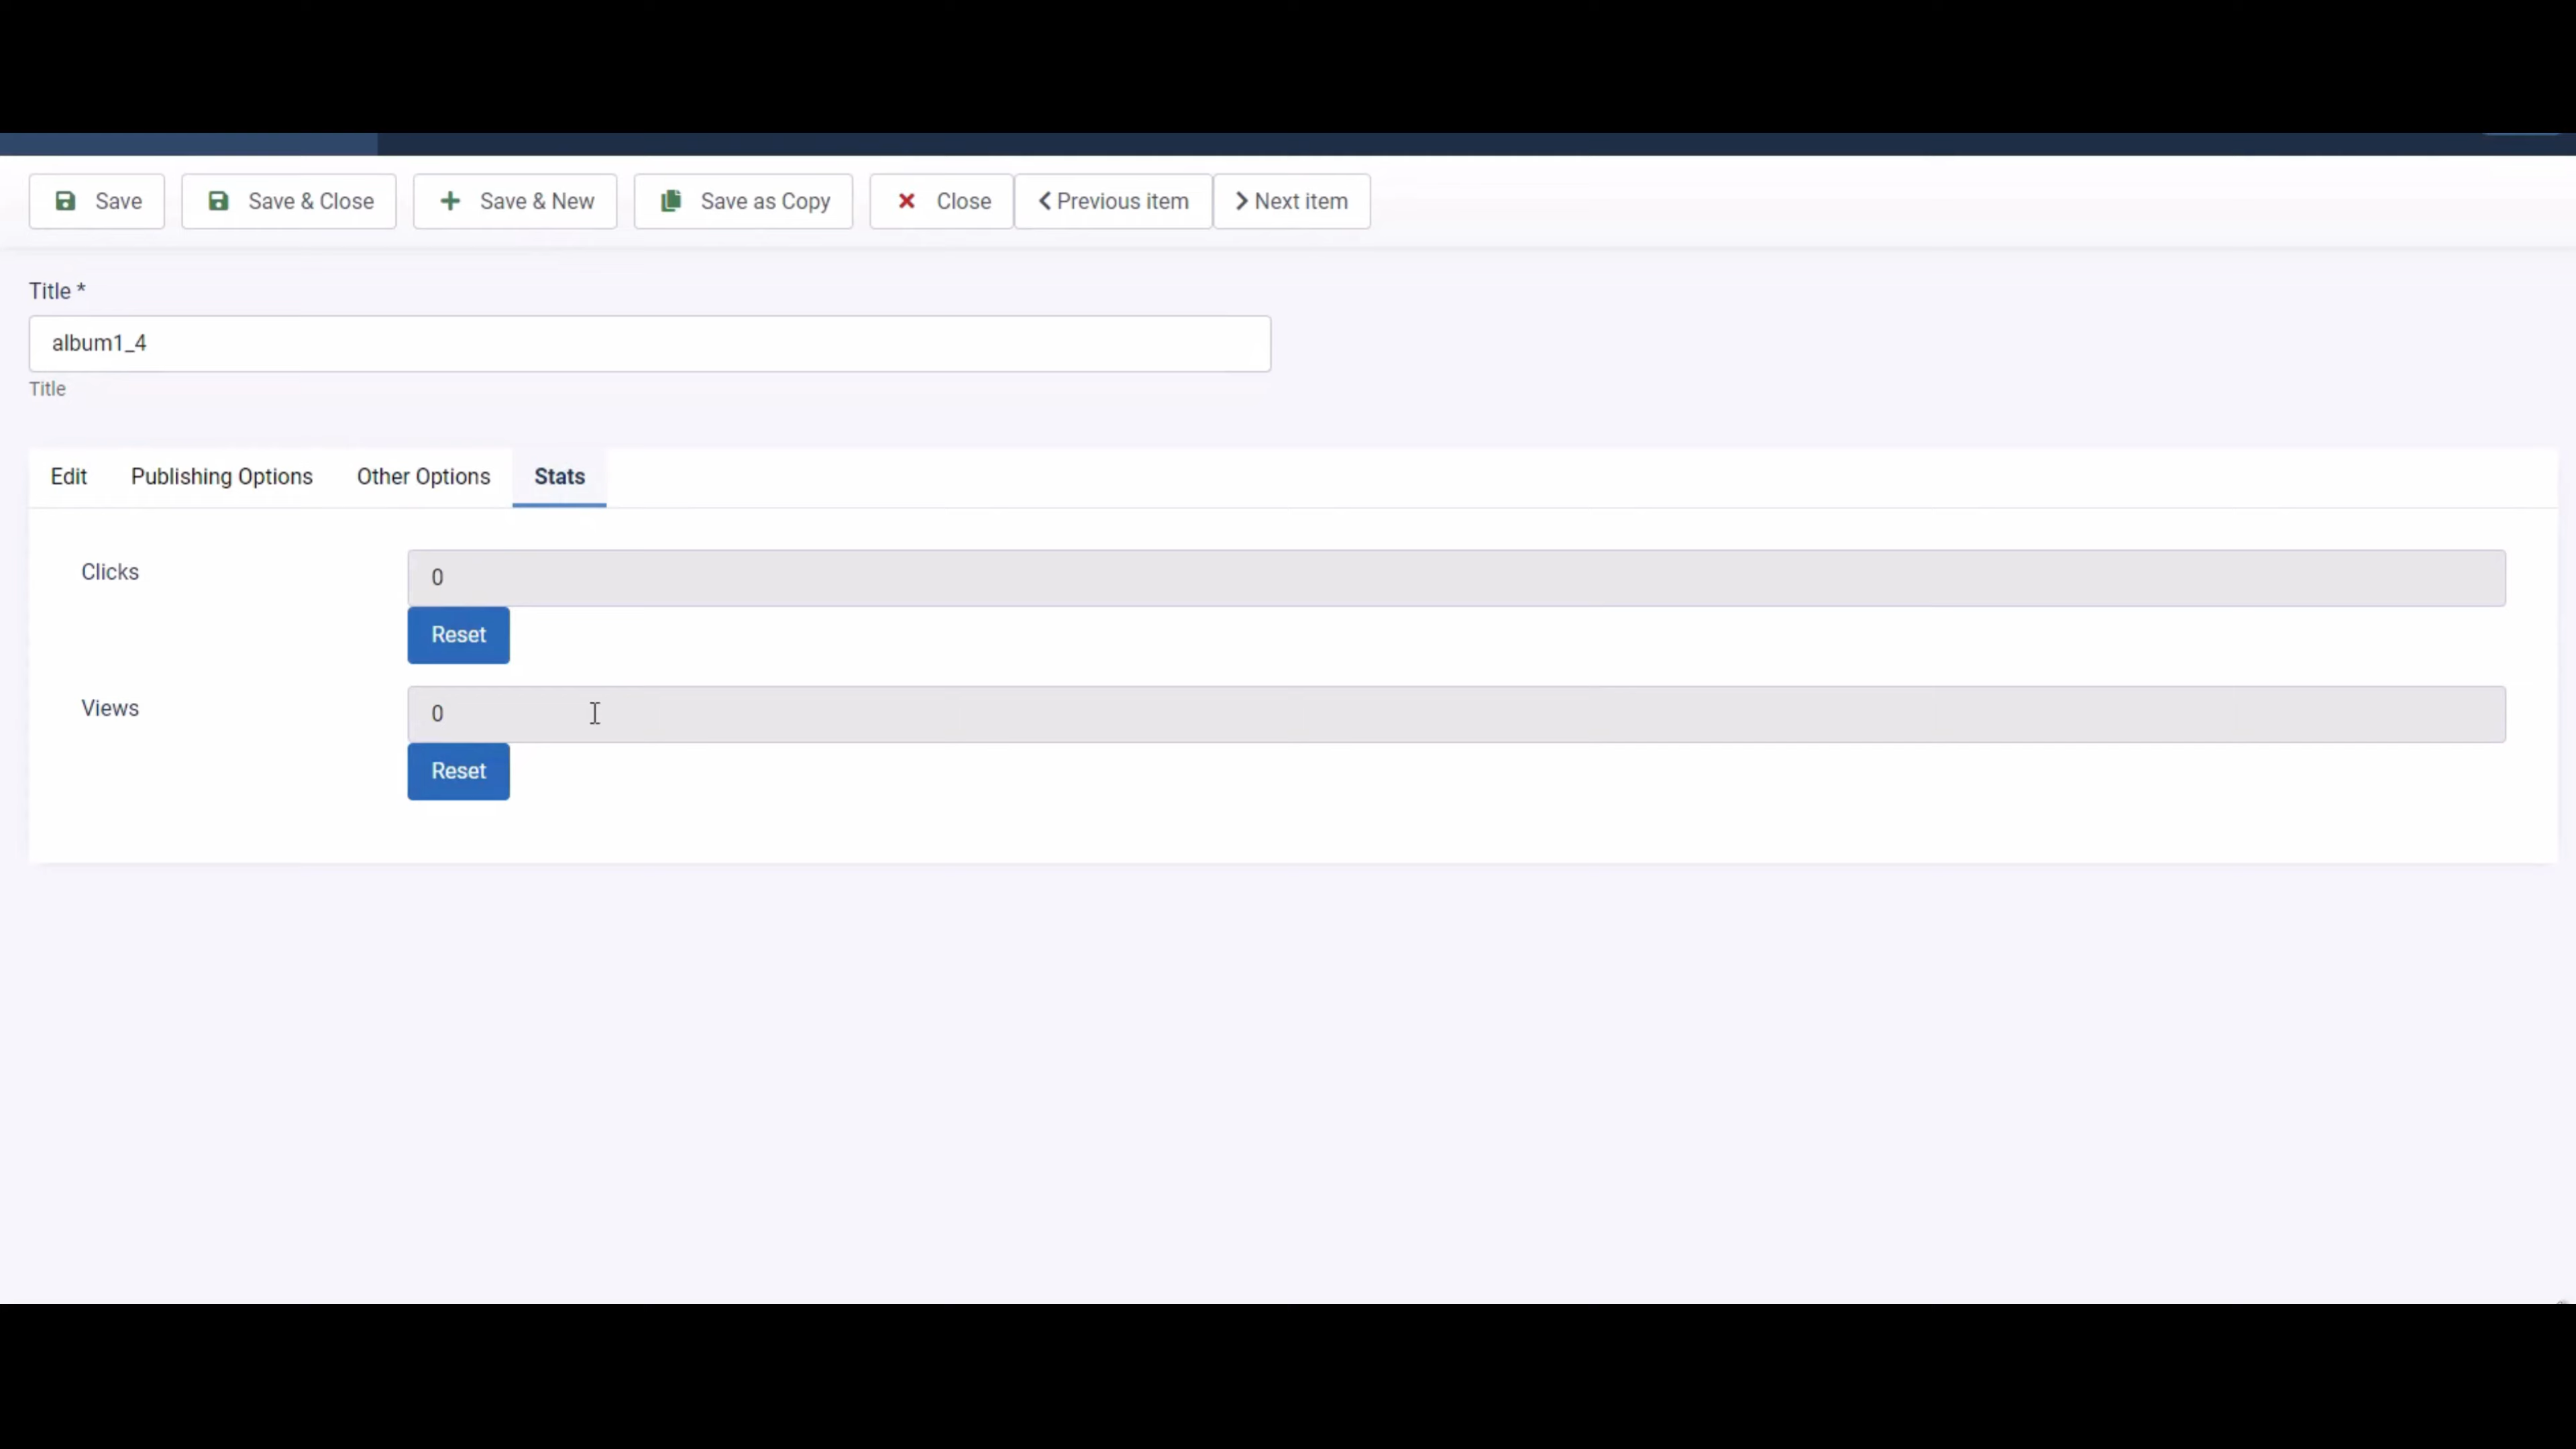 Save Save & Close Save & New Save as Copy Close Previous item Next item
Title *
album1_4
Title
Edit Publishing Options Other Options Stats
Clicks 0
Reset
Views 0
Reset